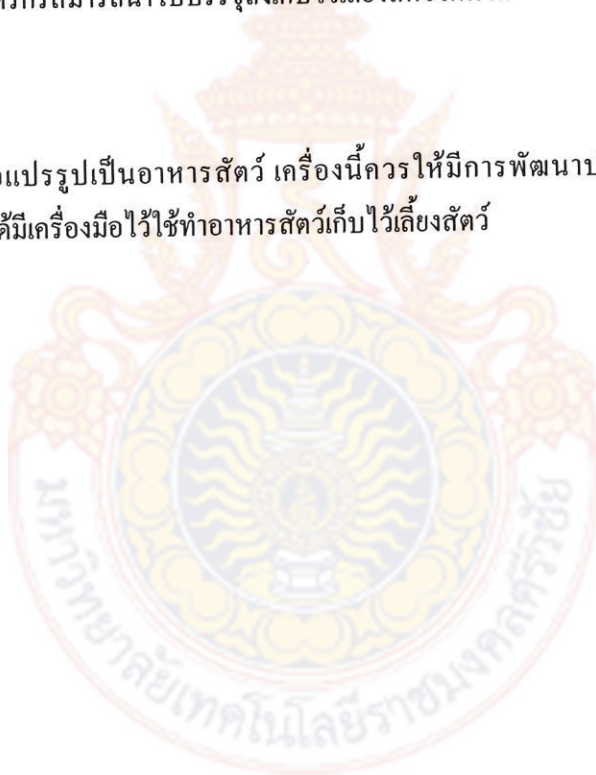 แปรรูปเป็นอาหารสัตว์ เครื่องนี้ควรให้มีการพัฒนา
มีเครื่องมือไว้ใช้ทำอาหารสัตว์เก็บไว้เลี้ยงสัตว์
มหาวิทยาลัยเทคโนโลยีราชมงคลศรีวิชัย